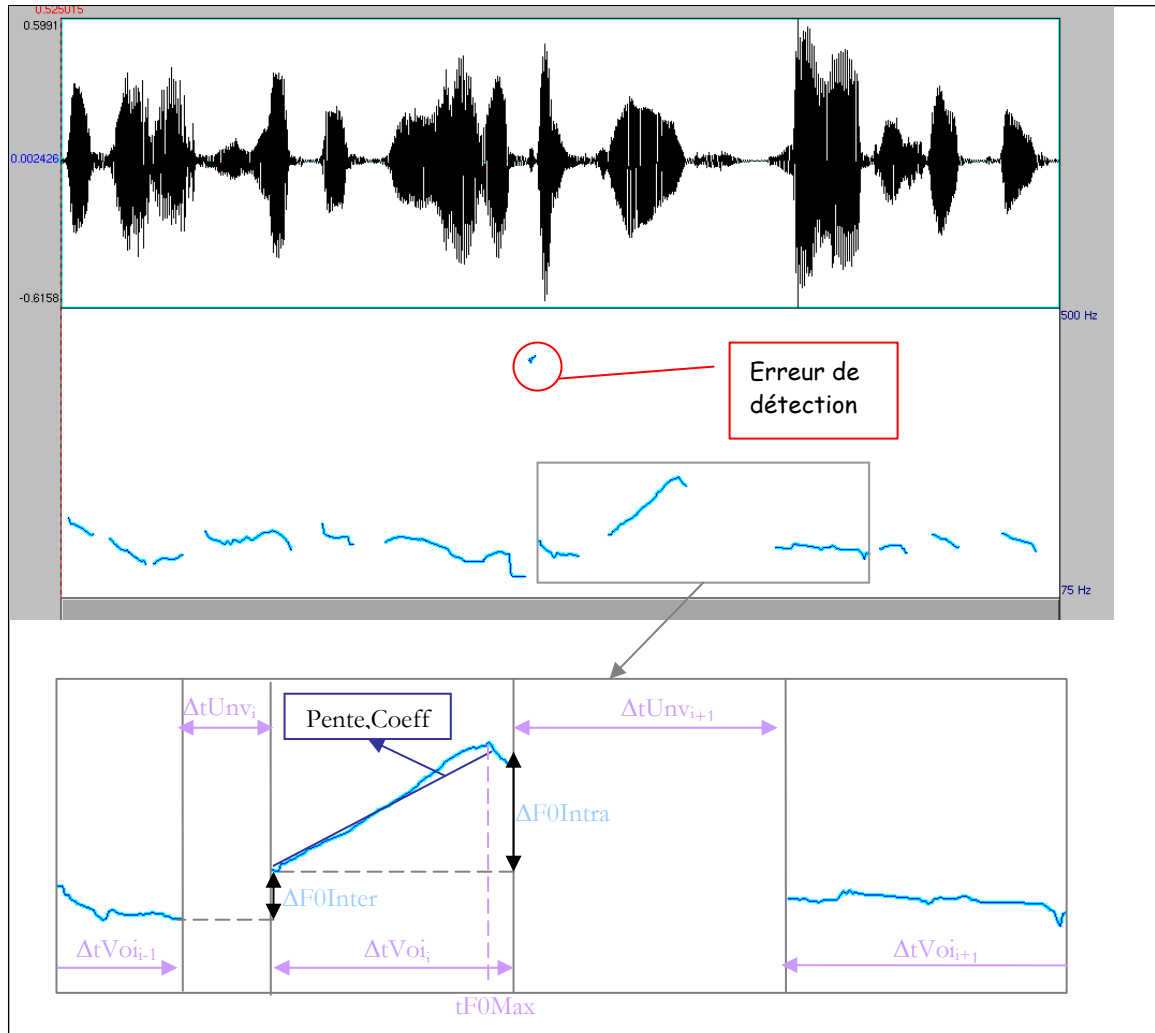 0.525015
0.5991
0.002426
-0.6158
500 Hz
Erreur de
détection
75 Hz
ΔtUnvᵢ
Pente,Coeff
ΔtUnvᵢ₊₁
ΔF0Intra
ΔF0Inter
ΔtVoiᵢ₋₁
ΔtVoiᵢ
ΔtVoiᵢ₊₁
tF0Max